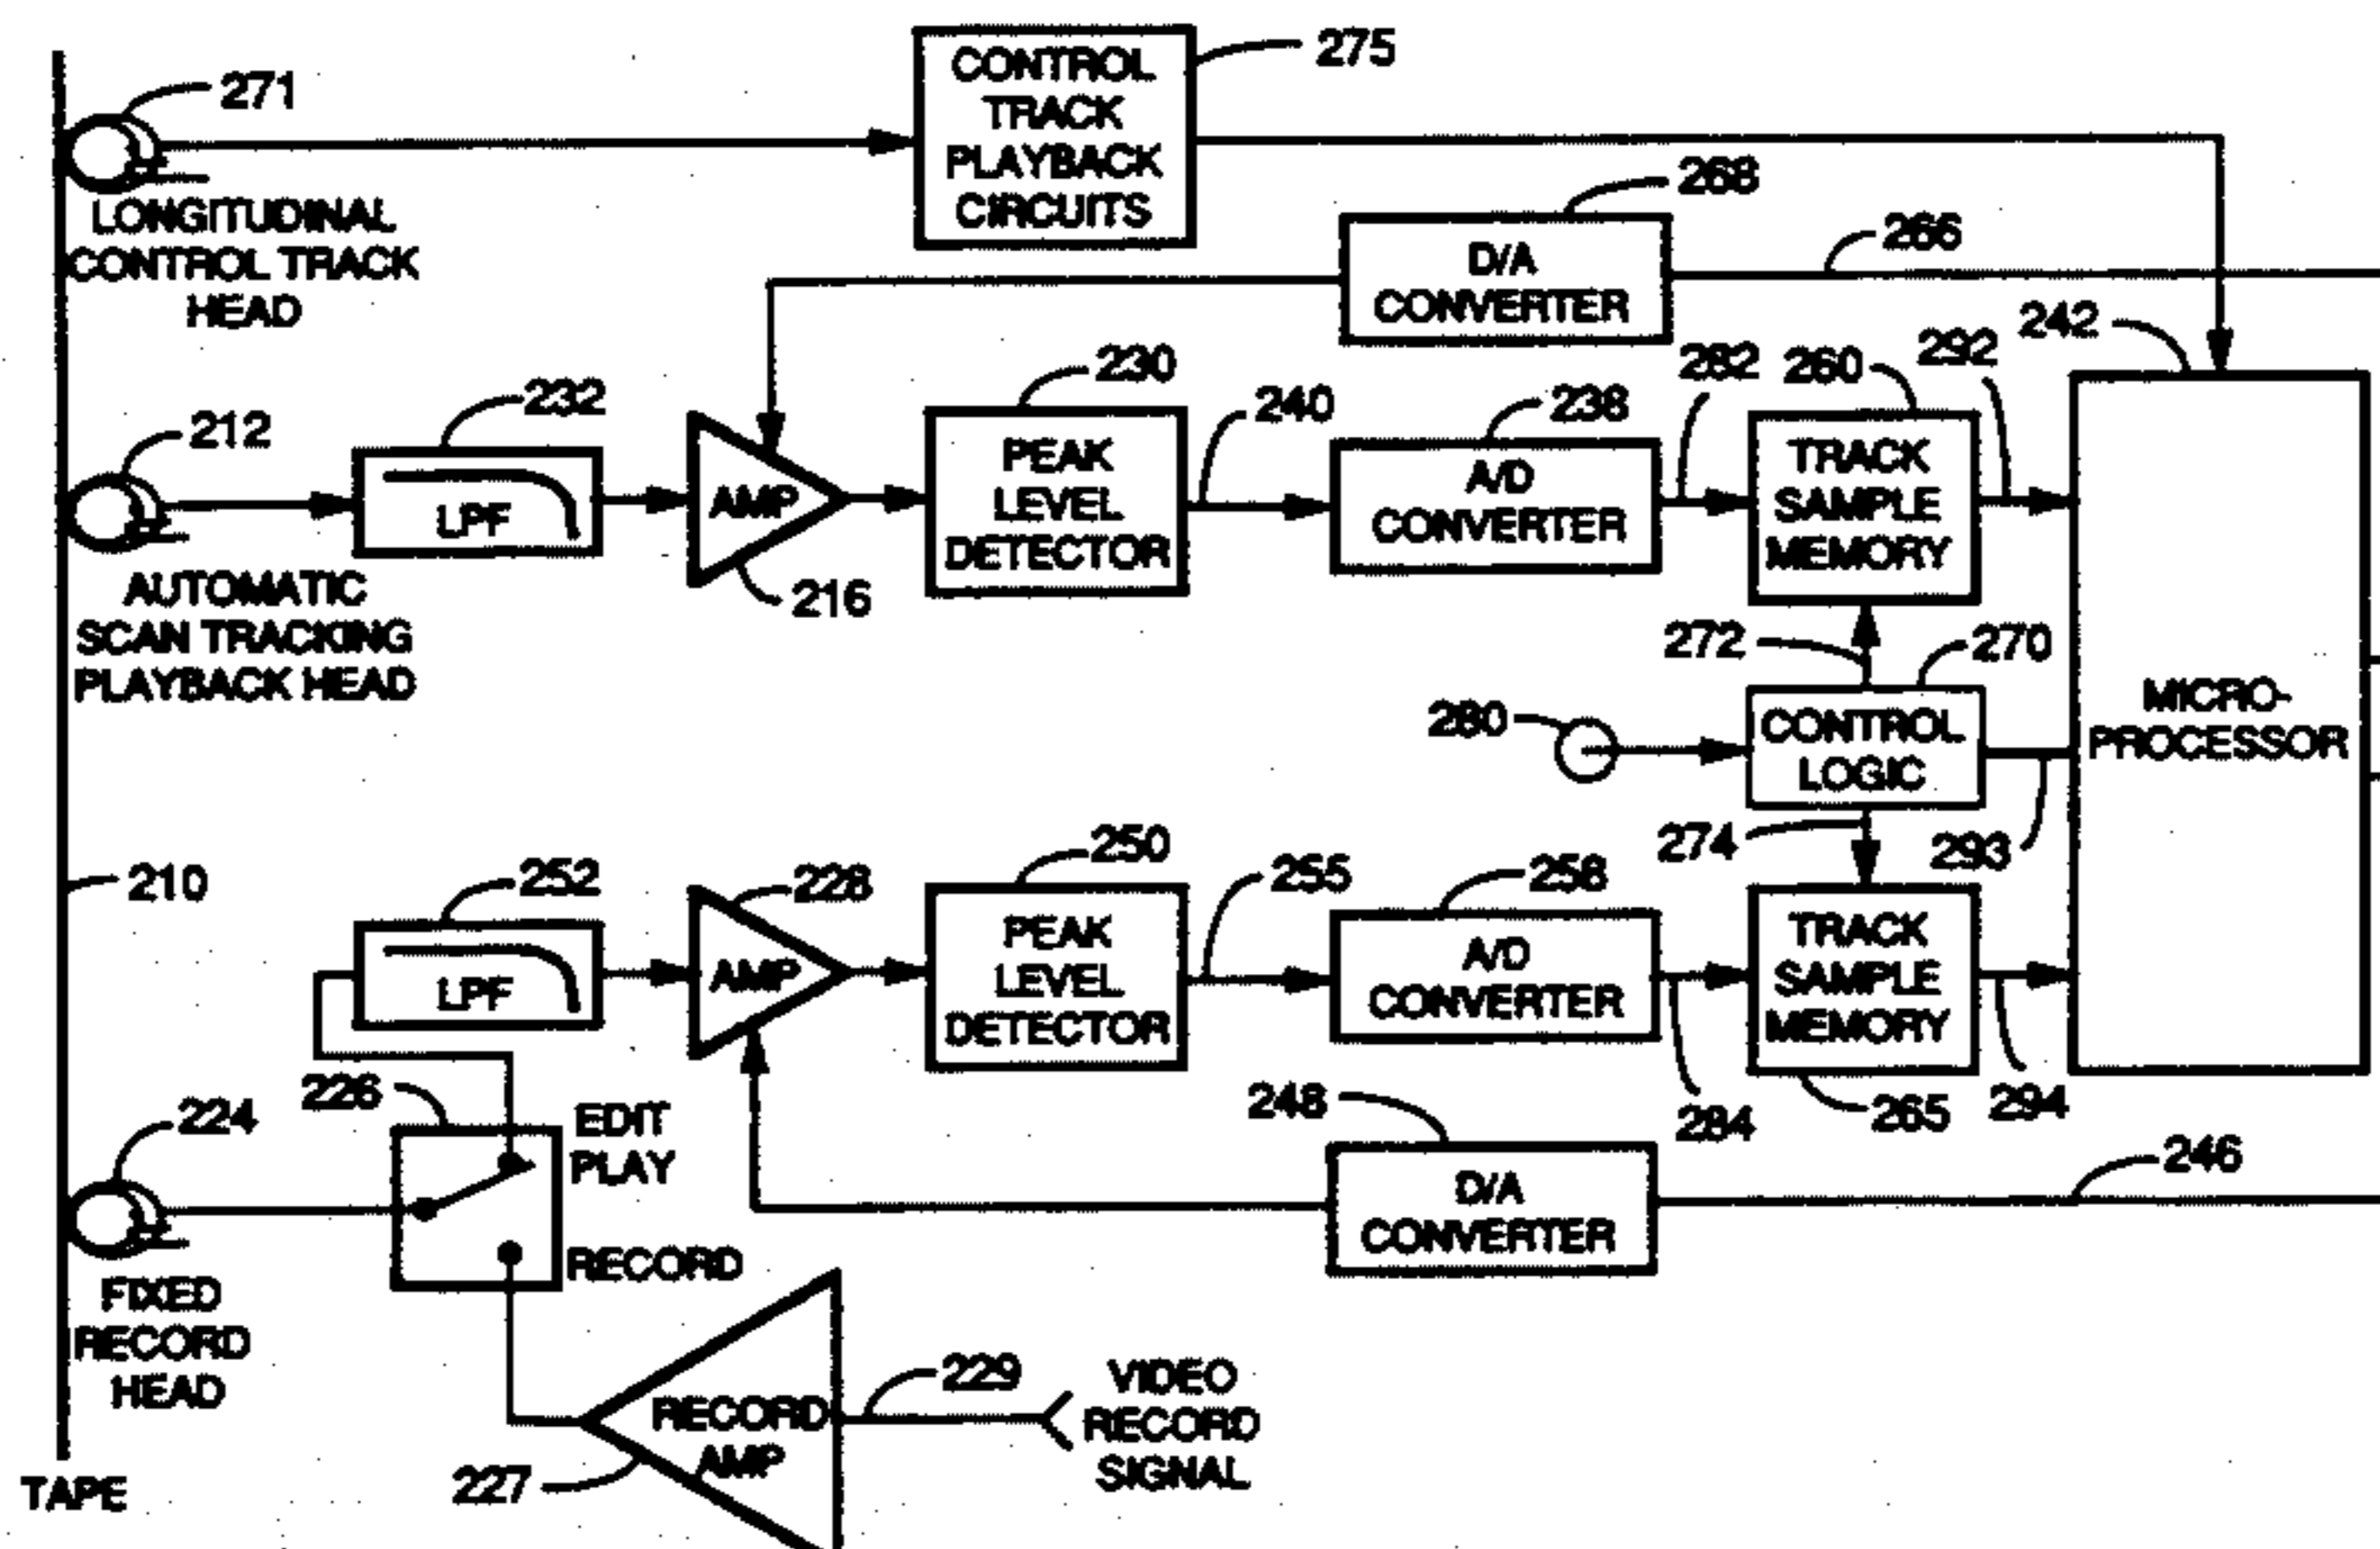 275
CONTROL
TRACK
PLAYBACK
CIRCUITS
271
LONGITUDINAL
CONTROL TRACK
HEAD
268
D/A
CONVERTER
266
242
212
232
LPF
AMP
216
230
PEAK
LEVEL
DETECTOR
240
238
A/D
CONVERTER
282
260
TRACK
SAMPLE
MEMORY
292
AUTOMATIC
SCAN TRACKING
PLAYBACK HEAD
272
270
280
CONTROL
LOGIC
293
274
MICRO-
PROCESSOR
210
252
LPF
228
AMP
250
PEAK
LEVEL
DETECTOR
255
258
A/D
CONVERTER
284
TRACK
SAMPLE
MEMORY
265
294
224
226
EDIT
PLAY
RECORD
248
D/A
CONVERTER
246
FIXED
RECORD
HEAD
RECORD
AMP
227
229
VIDEO
RECORD
SIGNAL
TAPE